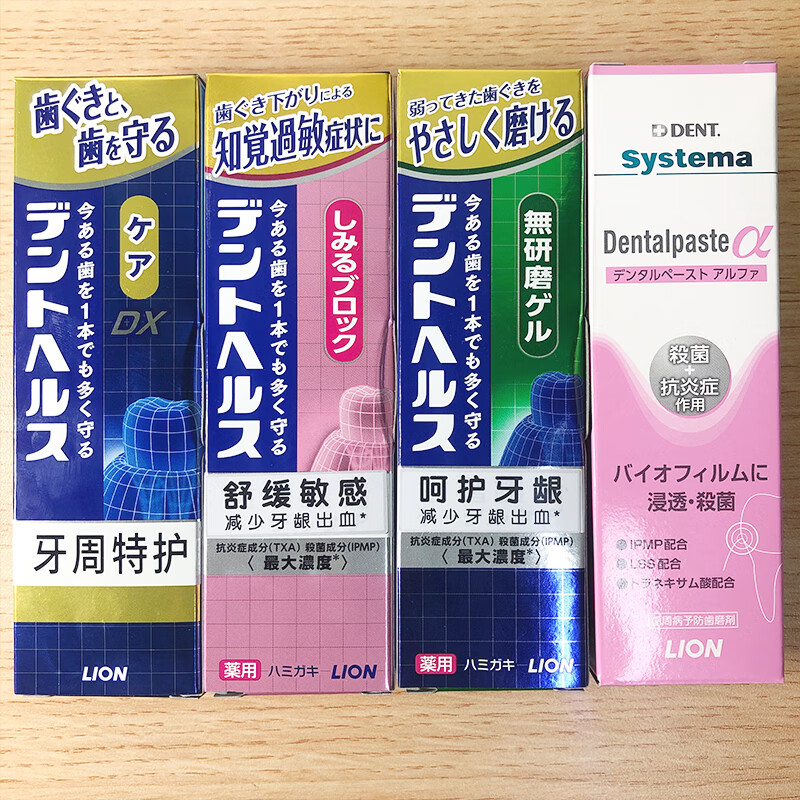 歯ぐきと、
歯を守る
デントヘルス
今ある歯を1本でも多く守る
ケア
DX
牙周特护
LION
歯ぐき下がりによる
知覚過敏症状に
デントヘルス
今ある歯を1本でも多く守る
しみるブロック
舒缓敏感
减少牙龈出血*
抗炎症成分(TXA) 殺菌成分(IPMP)
〈 最大濃度*〉
薬用 ハミガキ LION
弱ってきた歯ぐきを
やさしく磨ける
デントヘルス
今ある歯を1本でも多く守る
無研磨ゲル
呵护牙龈
减少牙龈出血*
抗炎症成分(TXA) 殺菌成分(IPMP)
〈 最大濃度*〉
薬用 ハミガキ LION
DENT.
Systema
Dentalpaste α
デンタルペースト アルファ
殺菌
+
抗炎症
作用
バイオフィルムに
浸透・殺菌
IPMP配合
LSS配合
トラネキサム酸配合
歯周病予防歯磨剤
LION